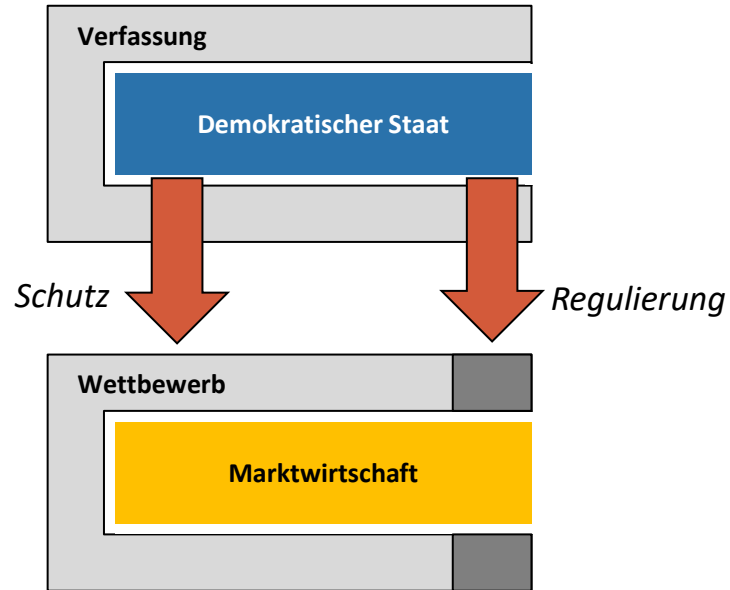 Verfassung
Demokratischer Staat
Schutz
Regulierung
Wettbewerb
Marktwirtschaft